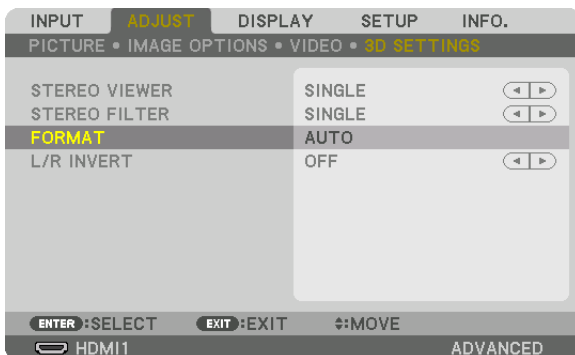 INPUT ADJUST DISPLAY SETUP INFO.
PICTURE • IMAGE OPTIONS • VIDEO • 3D SETTINGS
STEREO VIEWER SINGLE
STEREO FILTER SINGLE
FORMAT AUTO
L/R INVERT OFF
ENTER :SELECT EXIT :EXIT :MOVE
HDMI1 ADVANCED